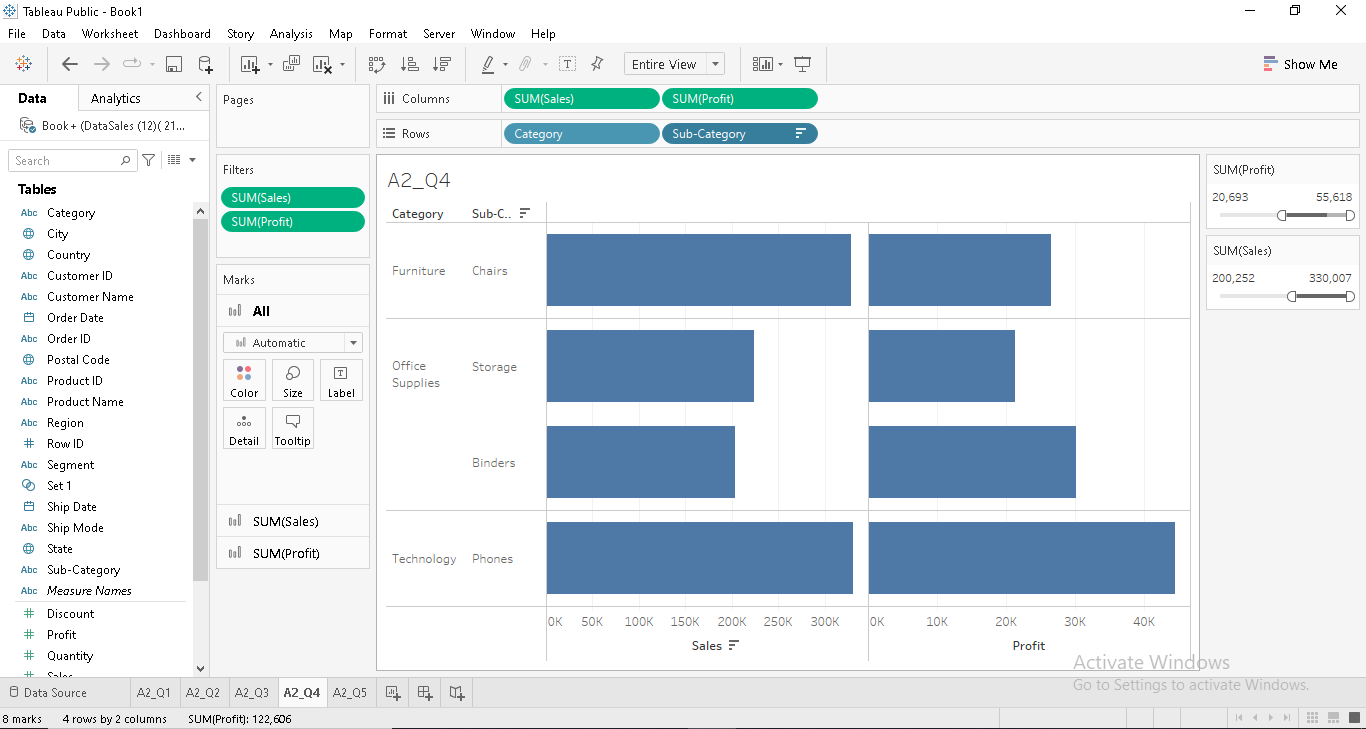 Tableau Public - Book1
File Data Worksheet Dashboard Story Analysis Map Format Server Window Help
Entire View
Show Me
Data Analytics
Book+ (DataSales (12)( 21...
Search
Tables
Abc Category
City
Country
Abc Customer ID
Abc Customer Name
Order Date
Abc Order ID
Postal Code
Abc Product ID
Abc Product Name
Abc Region
Row ID
Abc Segment
Set 1
Ship Date
Abc Ship Mode
State
Abc Sub-Category
Abc Measure Names
Discount
Profit
Quantity
Sales
Pages
Filters
SUM(Sales)
SUM(Profit)
Marks
All
Automatic
Color Size Label
Detail Tooltip
SUM(Sales)
SUM(Profit)
Columns SUM(Sales) SUM(Profit)
Rows Category Sub-Category
A2_Q4
Category Sub-C..
Furniture Chairs
Office Supplies Storage
Binders
Technology Phones
0K 50K 100K 150K 200K 250K 300K 0K 10K 20K 30K 40K
Sales Profit
SUM(Profit)
20,693 55,618
SUM(Sales)
200,252 330,007
Activate Windows
Go to Settings to activate Windows.
Data Source A2_Q1 A2_Q2 A2_Q3 A2_Q4 A2_Q5
8 marks 4 rows by 2 columns SUM(Profit): 122,606